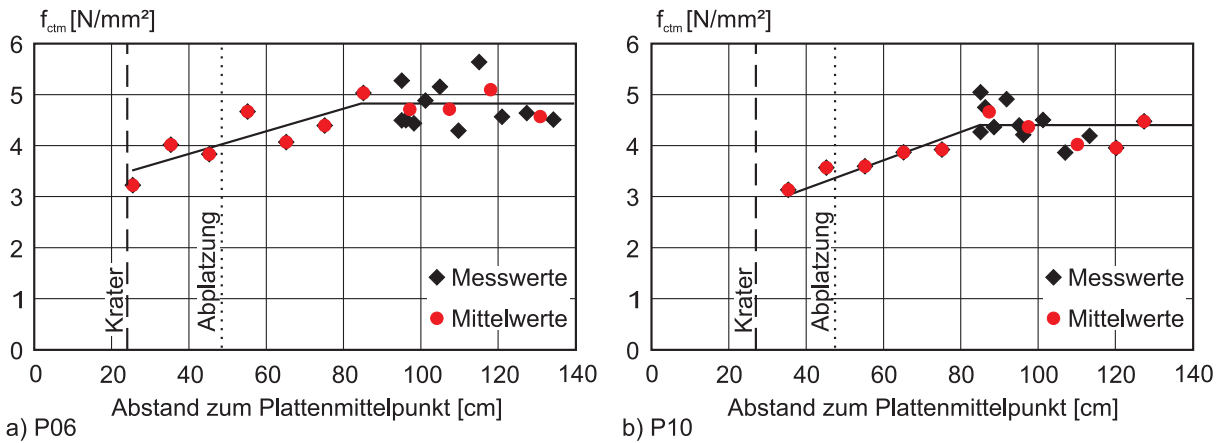 f_ctm [N/mm²]
6
5
4
3
2
1
0
Krater
Abplatzung
Messwerte
Mittelwerte
0 20 40 60 80 100 120 140
Abstand zum Plattenmittelpunkt [cm]
a) P06
f_ctm [N/mm²]
6
5
4
3
2
1
0
Krater
Abplatzung
Messwerte
Mittelwerte
0 20 40 60 80 100 120 140
Abstand zum Plattenmittelpunkt [cm]
b) P10